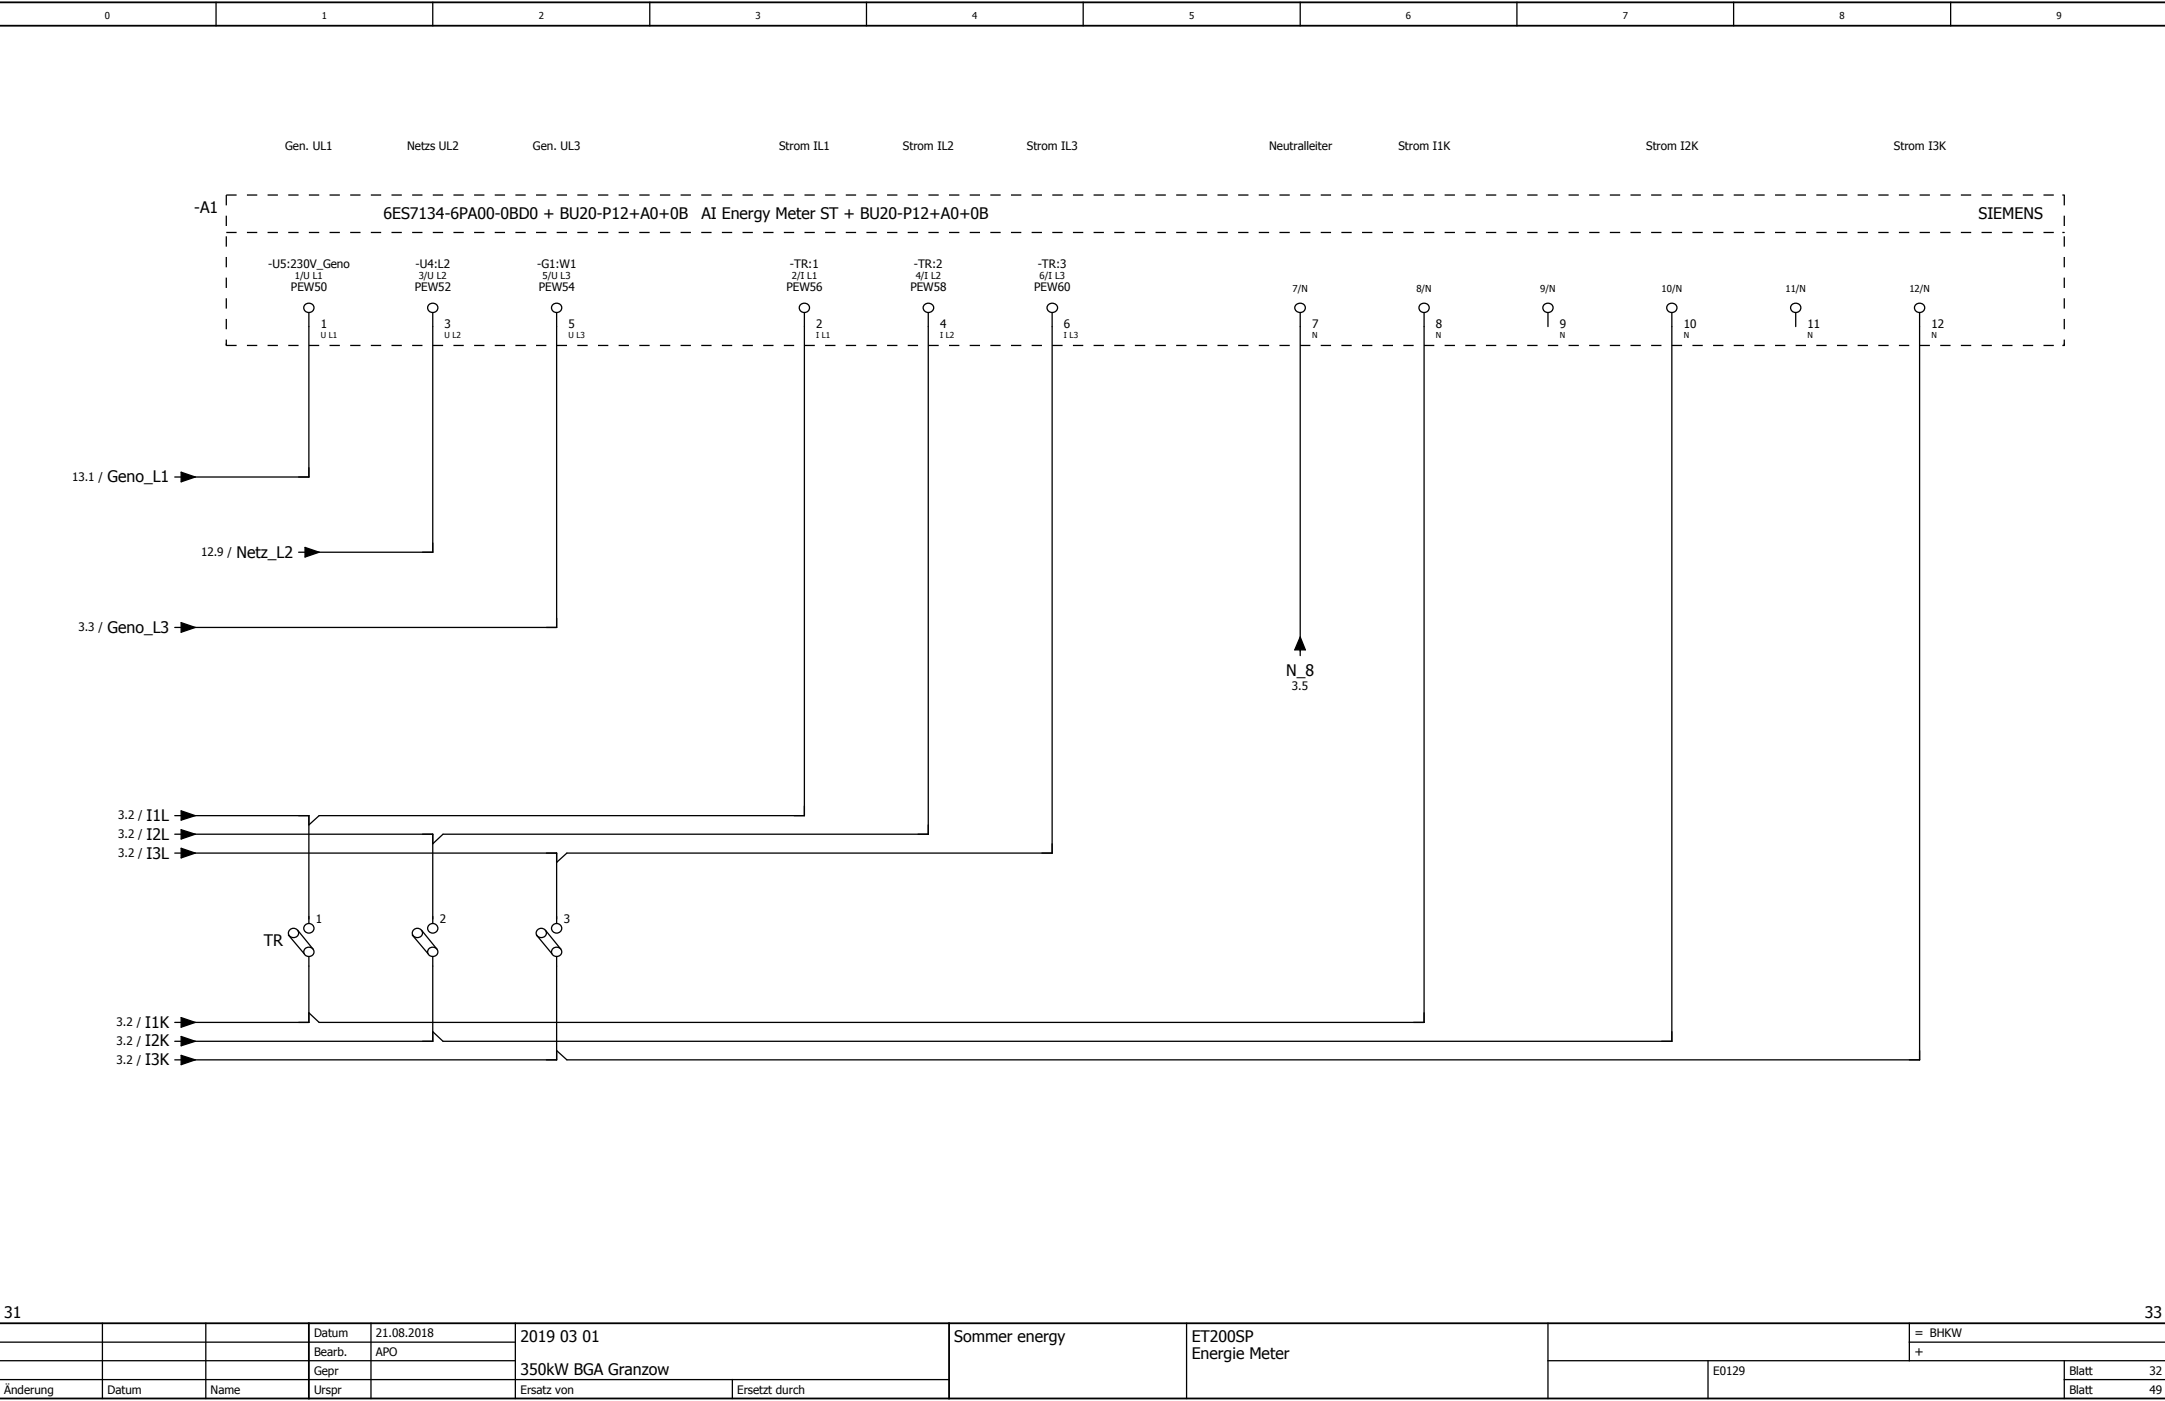 0 1 2 3 4 5 6 7 8 9
Gen. UL1 Netzs UL2 Gen. UL3 Strom IL1 Strom IL2 Strom IL3 Neutralleiter Strom I1K Strom I2K Strom I3K
-A1 6ES7134-6PA00-0BD0 + BU20-P12+A0+0B AI Energy Meter ST + BU20-P12+A0+0B SIEMENS
-U5:230V_Geno -U4:L2 -G1:W1 -TR:1 -TR:2 -TR:3
1/U L1 3/U L2 5/U L3 2/I L1 4/I L2 6/I L3
PEW50 PEW52 PEW54 PEW56 PEW58 PEW60 7/N 8/N 9/N 10/N 11/N 12/N
1 3 5 2 4 6 7 8 9 10 11 12
U L1 U L2 U L3 I L1 I L2 I L3 N N N N N N
13.1 / Geno_L1
12.9 / Netz_L2
3.3 / Geno_L3
N_8
3.5
3.2 / I1L
3.2 / I2L
3.2 / I3L
1 2 3
TR
3.2 / I1K
3.2 / I2K
3.2 / I3K
31 33
Datum 21.08.2018 2019 03 01 Sommer energy ET200SP = BHKW
Bearb. APO Energie Meter +
Gepr 350kW BGA Granzow E0129 Blatt 32
Änderung Datum Name Urspr Ersatz von Ersetzt durch Blatt 49